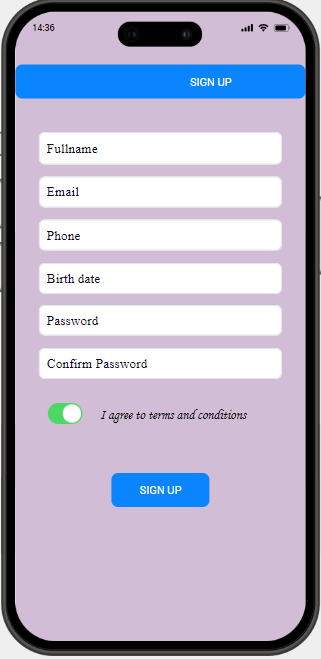 14:36
SIGN UP
Fullname
Email
Phone
Birth date
Password
Confirm Password
I agree to terms and conditions
SIGN UP